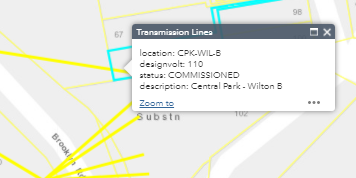 98
67
Transmission Lines
location: CPK-WIL-B
designvolt: 110
status: COMMISSIONED
description: Central Park - Wilton B
Zoom to
Substn
102